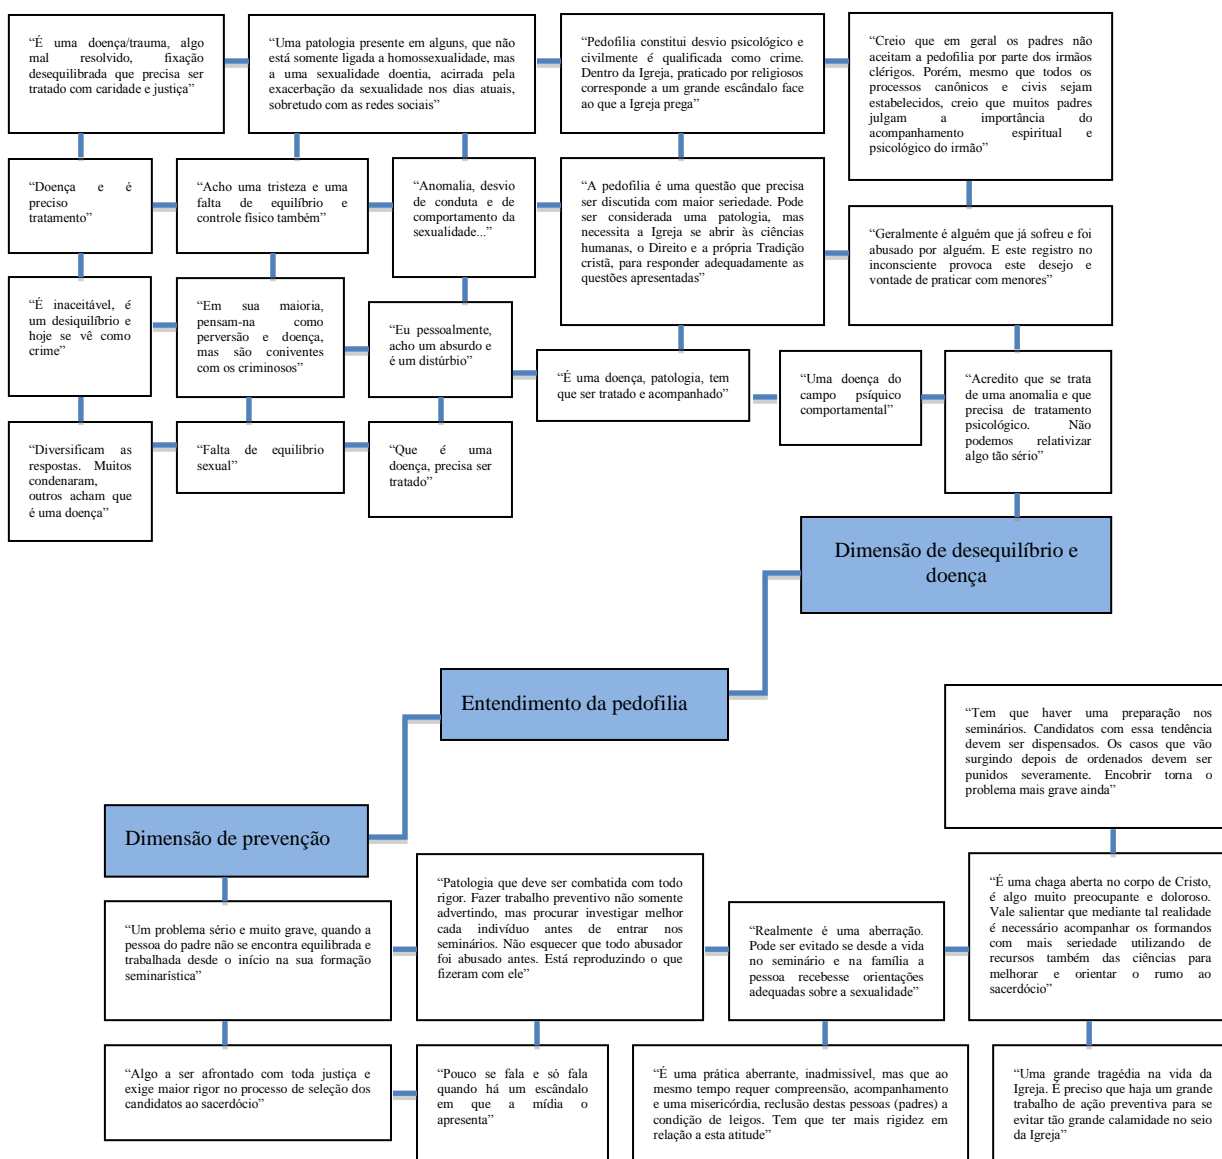 “É uma doença/trauma, algo
mal resolvido, fixação
desequilibrada que precisa ser
tratado com caridade e justiça”
“Uma patologia presente em alguns, que não
está somente ligada a homossexualidade, mas
a uma sexualidade doentia, acirrada pela
exacerbação da sexualidade nos dias atuais,
sobretudo com as redes sociais”
“Pedofilia constitui desvio psicológico e
civilmente é qualificada como crime.
Dentro da Igreja, praticado por religiosos
corresponde a um grande escândalo face
ao que a Igreja prega”
“Creio que em geral os padres não
aceitam a pedofilia por parte dos irmãos
clérigos. Porém, mesmo que todos os
processos canônicos e civis sejam
estabelecidos, creio que muitos padres
julgam a importância do
acompanhamento espiritual e
psicológico do irmão”
“Doença e é
preciso
tratamento”
“Acho uma tristeza e uma
falta de equilíbrio e
controle físico também”
“Anomalia, desvio
de conduta e de
comportamento da
sexualidade...”
“A pedofilia é uma questão que precisa
ser discutida com maior seriedade. Pode
ser considerada uma patologia, mas
necessita a Igreja se abrir às ciências
humanas, o Direito e a própria Tradição
cristã, para responder adequadamente as
questões apresentadas”
“Geralmente é alguém que já sofreu e foi
abusado por alguém. E este registro no
inconsciente provoca este desejo e
vontade de praticar com menores”
“É inaceitável, é
um desiquilíbrio e
hoje se vê como
crime”
“Em sua maioria,
pensam-na como
perversão e doença,
mas são coniventes
com os criminosos”
“Eu pessoalmente,
acho um absurdo e
é um distúrbio”
“É uma doença, patologia, tem
que ser tratado e acompanhado”
“Uma doença do
campo psíquico
comportamental”
“Acredito que se trata
de uma anomalia e que
precisa de tratamento
psicológico. Não
podemos relativizar
algo tão sério”
“Diversificam as
respostas. Muitos
condenaram,
outros acham que
é uma doença”
“Falta de equilíbrio
sexual”
“Que é uma
doença, precisa ser
tratado”
Dimensão de desequilíbrio e
doença
Entendimento da pedofilia
“Tem que haver uma preparação nos
seminários. Candidatos com essa tendência
devem ser dispensados. Os casos que vão
surgindo depois de ordenados devem ser
punidos severamente. Encobrir torna o
problema mais grave ainda”
Dimensão de prevenção
“Um problema sério e muito grave, quando a
pessoa do padre não se encontra equilibrada e
trabalhada desde o início na sua formação
seminarística”
“Patologia que deve ser combatida com todo
rigor. Fazer trabalho preventivo não somente
advertindo, mas procurar investigar melhor
cada indivíduo antes de entrar nos
seminários. Não esquecer que todo abusador
foi abusado antes. Está reproduzindo o que
fizeram com ele”
“Realmente é uma aberração.
Pode ser evitado se desde a vida
no seminário e na família a
pessoa recebesse orientações
adequadas sobre a sexualidade”
“É uma chaga aberta no corpo de Cristo,
é algo muito preocupante e doloroso.
Vale salientar que mediante tal realidade
é necessário acompanhar os formandos
com mais seriedade utilizando de
recursos também das ciências para
melhorar e orientar o rumo ao
sacerdócio”
“Algo a ser afrontado com toda justiça e
exige maior rigor no processo de seleção dos
candidatos ao sacerdócio”
“Pouco se fala e só fala
quando há um escândalo
em que a mídia o
apresenta”
“É uma prática aberrante, inadmissível, mas que ao
mesmo tempo requer compreensão, acompanhamento
e uma misericórdia, reclusão destas pessoas (padres) a
condição de leigos. Tem que ter mais rigidez em
relação a esta atitude”
“Uma grande tragédia na vida da
Igreja. É preciso que haja um grande
trabalho de ação preventiva para se
evitar tão grande calamidade no seio
da Igreja”